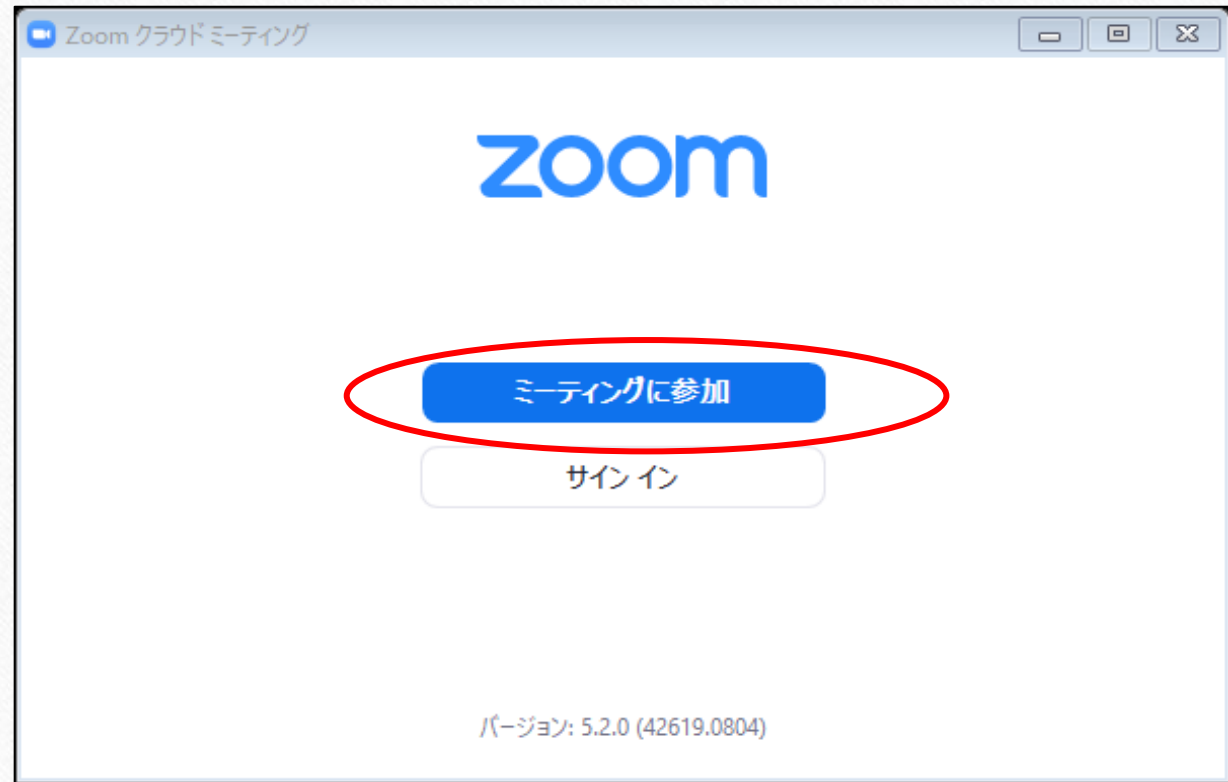 Zoom クラウド ミーティング
zoom
ミーティングに参加
サイン イン
バージョン: 5.2.0 (42619.0804)